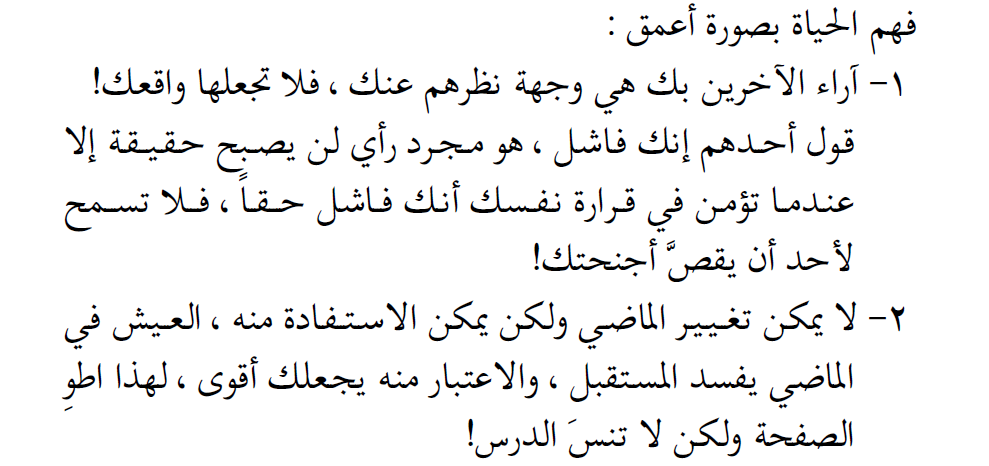 فهم الحياة بصورة أعمق :
١- آراء الآخرين بك هي وجهة نظرهم عنك ، فلا تجعلها واقعك!
قول أحدهم إنك فاشل ، هو مجرد رأي لن يصبح حقيقة إلا
عندما تؤمن في قرارة نفسك أنك فاشل حقاً ، فلا تسمح
لأحد أن يقصَّ أجنحتك!
٢- لا يمكن تغيير الماضي ولكن يمكن الاستفادة منه ، العيش في
الماضي يفسد المستقبل ، والاعتبار منه يجعلك أقوى ، لهذا اطوِ
الصفحة ولكن لا تنسَ الدرس!